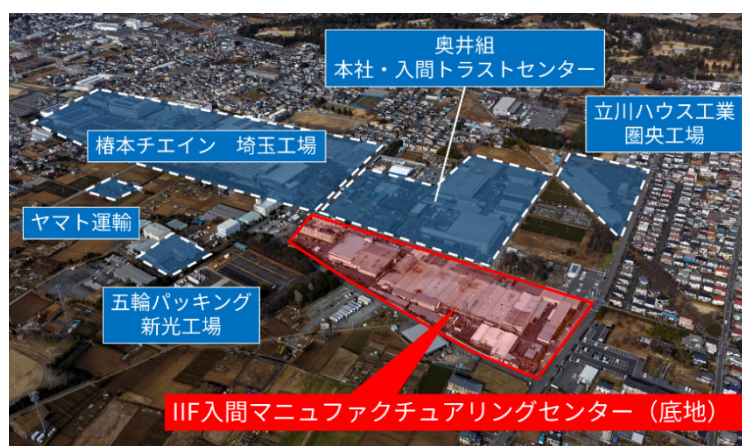 奥井組
本社・入間トラストセンター
立川ハウス工業
圏央工場
椿本チエイン 埼玉工場
ヤマト運輸
五輪パッキング
新光工場
IIF入間マニュファクチュアリングセンター（底地）